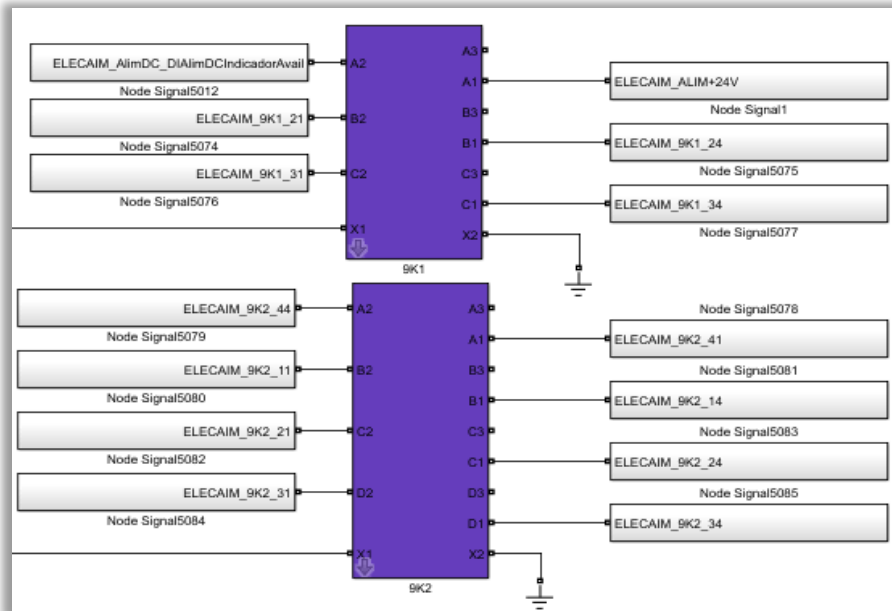 A3
ELECAIM_AlimDC_DIAlimDCIndicadorAvail
A2
A1
ELECAIM_ALIM+24V
Node Signal5012
Node Signal1
B3
ELECAIM_9K1_21
B2
B1
ELECAIM_9K1_24
Node Signal5074
Node Signal5075
ELECAIM_9K1_31
C2
C3
Node Signal5076
C1
ELECAIM_9K1_34
X1
X2
Node Signal5077
9K1
ELECAIM_9K2_44
A2
A3
Node Signal5078
Node Signal5079
A1
ELECAIM_9K2_41
ELECAIM_9K2_11
B2
B3
Node Signal5081
Node Signal5080
B1
ELECAIM_9K2_14
ELECAIM_9K2_21
C2
C3
Node Signal5083
Node Signal5082
C1
ELECAIM_9K2_24
ELECAIM_9K2_31
D2
D3
Node Signal5085
Node Signal5084
D1
ELECAIM_9K2_34
X1
X2
9K2